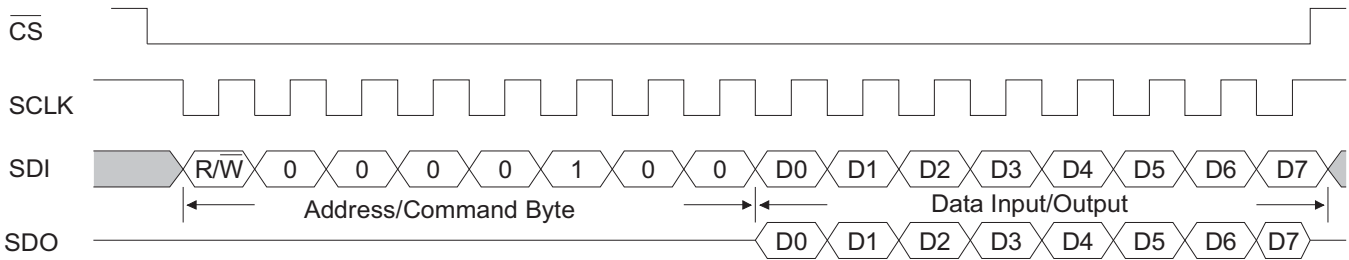 C̅S̅
SCLK
SDI R/W̅ 0 0 0 0 1 0 0 D0 D1 D2 D3 D4 D5 D6 D7
Address/Command Byte Data Input/Output
SDO D0 D1 D2 D3 D4 D5 D6 D7